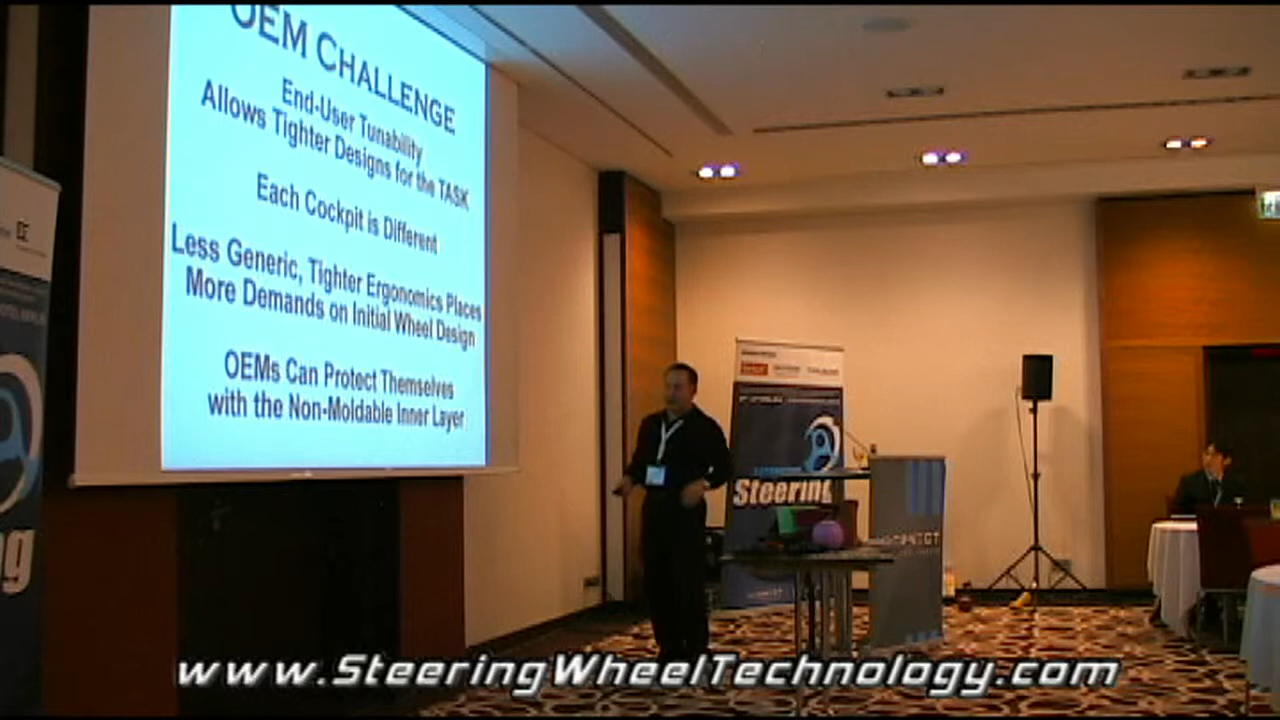 OEM CHALLENGE
End-User Tunability
Allows Tighter Designs for the TASK
Each Cockpit is Different
Less Generic, Tighter Ergonomics Places
More Demands on Initial Wheel Design
OEMs Can Protect Themselves
with the Non-Moldable Inner Layer
Steering
www.SteeringWheelTechnology.com